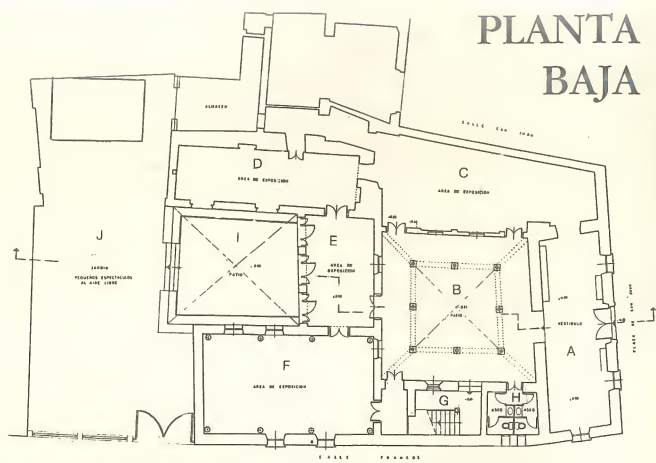 PLANTA
BAJA
CALLE SAN JUAN
ALMACEN
D
AREA DE EXPOSICION
C
AREA DE EXPOSICION
J
JARDIN
PEQUEÑOS ESPECTACULOS
AL AIRE LIBRE
I
PATIO
E
AREA DE
EXPOSICION
B
PATIO
VESTIBULO
A
PLAZA DE SAN JUAN
F
AREA DE EXPOSICION
G
H
ASEO
ASEO
CALLE FRANCOS